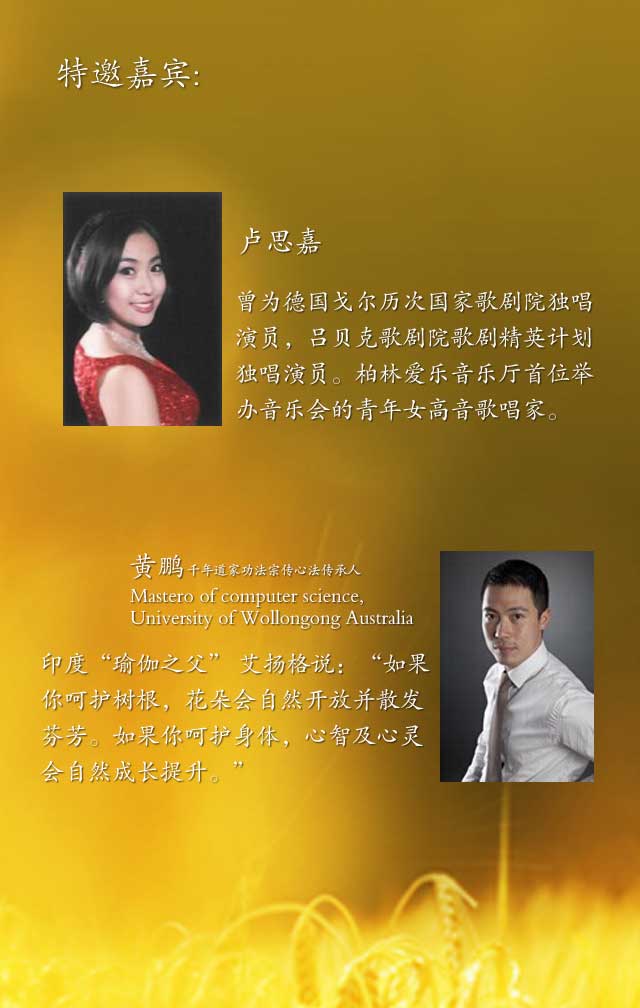 特邀嘉宾:
卢思嘉
曾为德国戈尔历次国家歌剧院独唱
演员，吕贝克歌剧院歌剧精英计划
独唱演员。柏林爱乐音乐厅首位举
办音乐会的青年女高音歌唱家。
黄鹏 千年道家功法宗传心法传承人
Mastero of computer science,
University of Wollongong Australia
印度“瑜伽之父” 艾扬格说：“如果
你呵护树根，花朵会自然开放并散发
芬芳。如果你呵护身体，心智及心灵
会自然成长提升。”